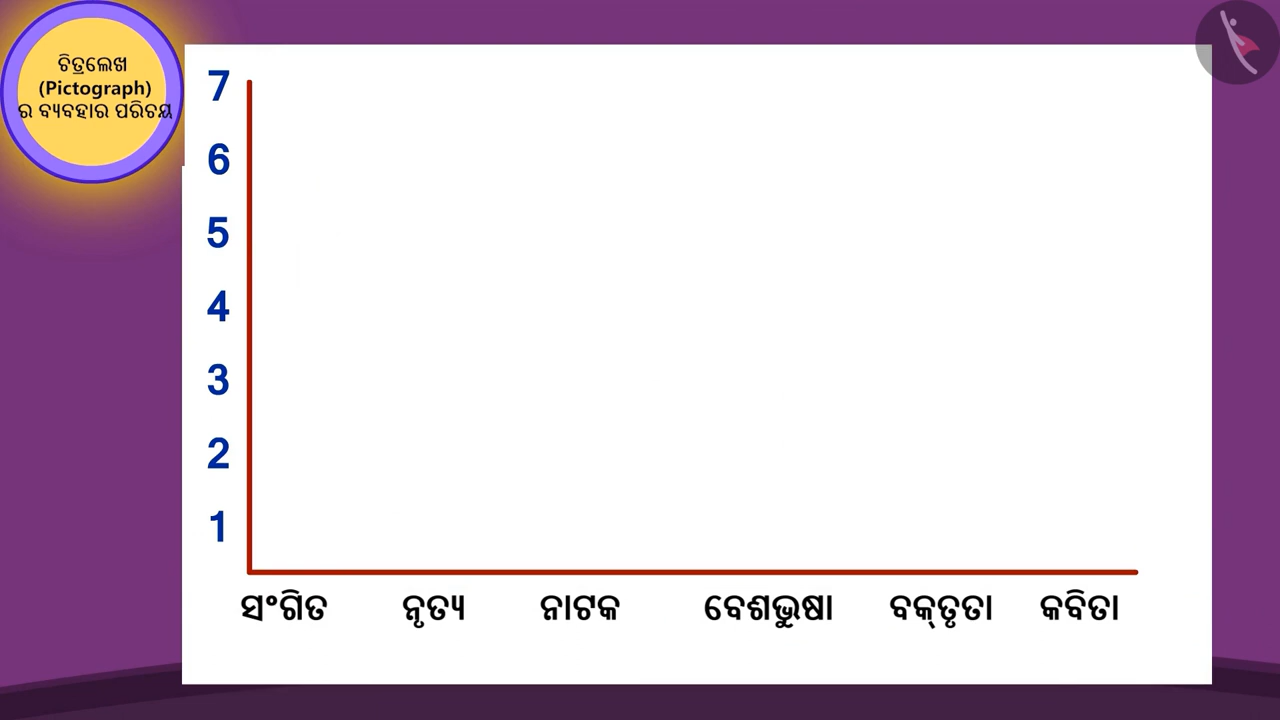 ଚିତ୍ରଲେଖ
(Pictograph)
ର ବ୍ୟବହାର ପରିଚୟ
7
6
5
4
3
2
1
ସଂଗିତ ନୃତ୍ୟ ନାଟକ ବେଶଭୁଷା ବକ୍ତୃତା କବିତା